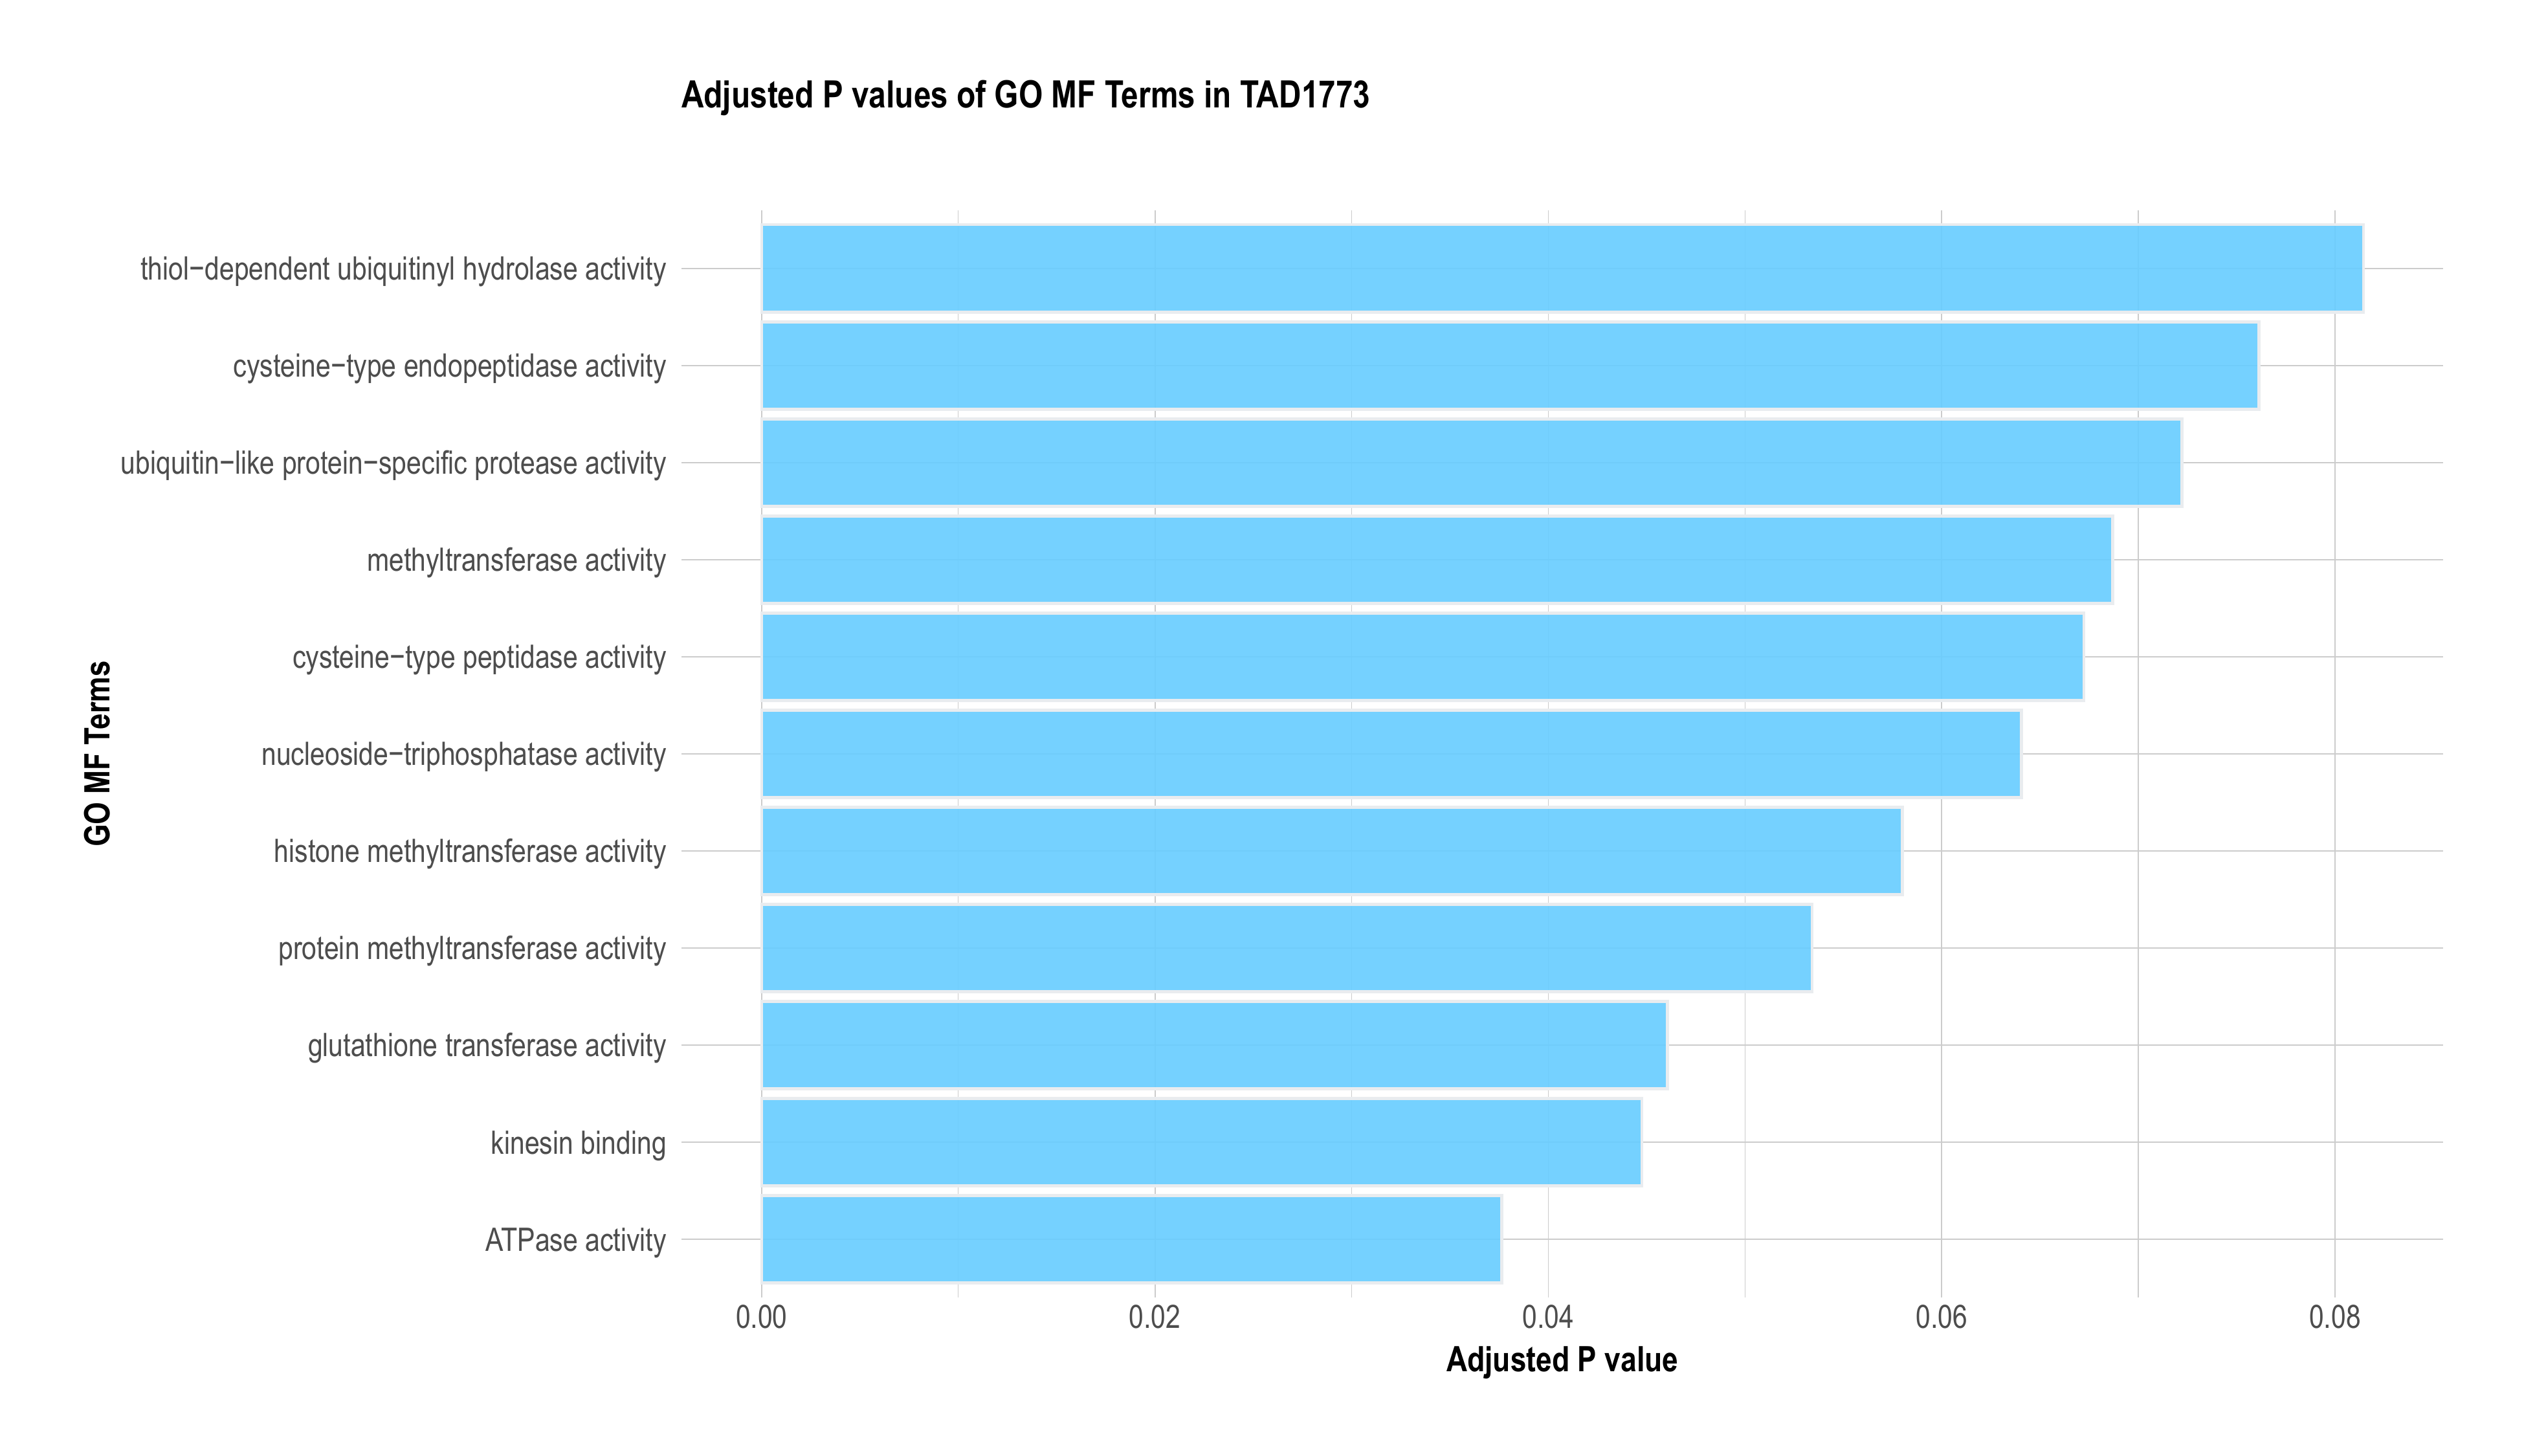 Adjusted P values of GO MF Terms in TAD1773
thiol−dependent ubiquitinyl hydrolase activity
cysteine−type endopeptidase activity
ubiquitin−like protein−specific protease activity
methyltransferase activity
cysteine−type peptidase activity
nucleoside−triphosphatase activity
histone methyltransferase activity
protein methyltransferase activity
glutathione transferase activity
kinesin binding
ATPase activity
GO MF Terms
0.00 0.02 0.04 0.06 0.08
Adjusted P value